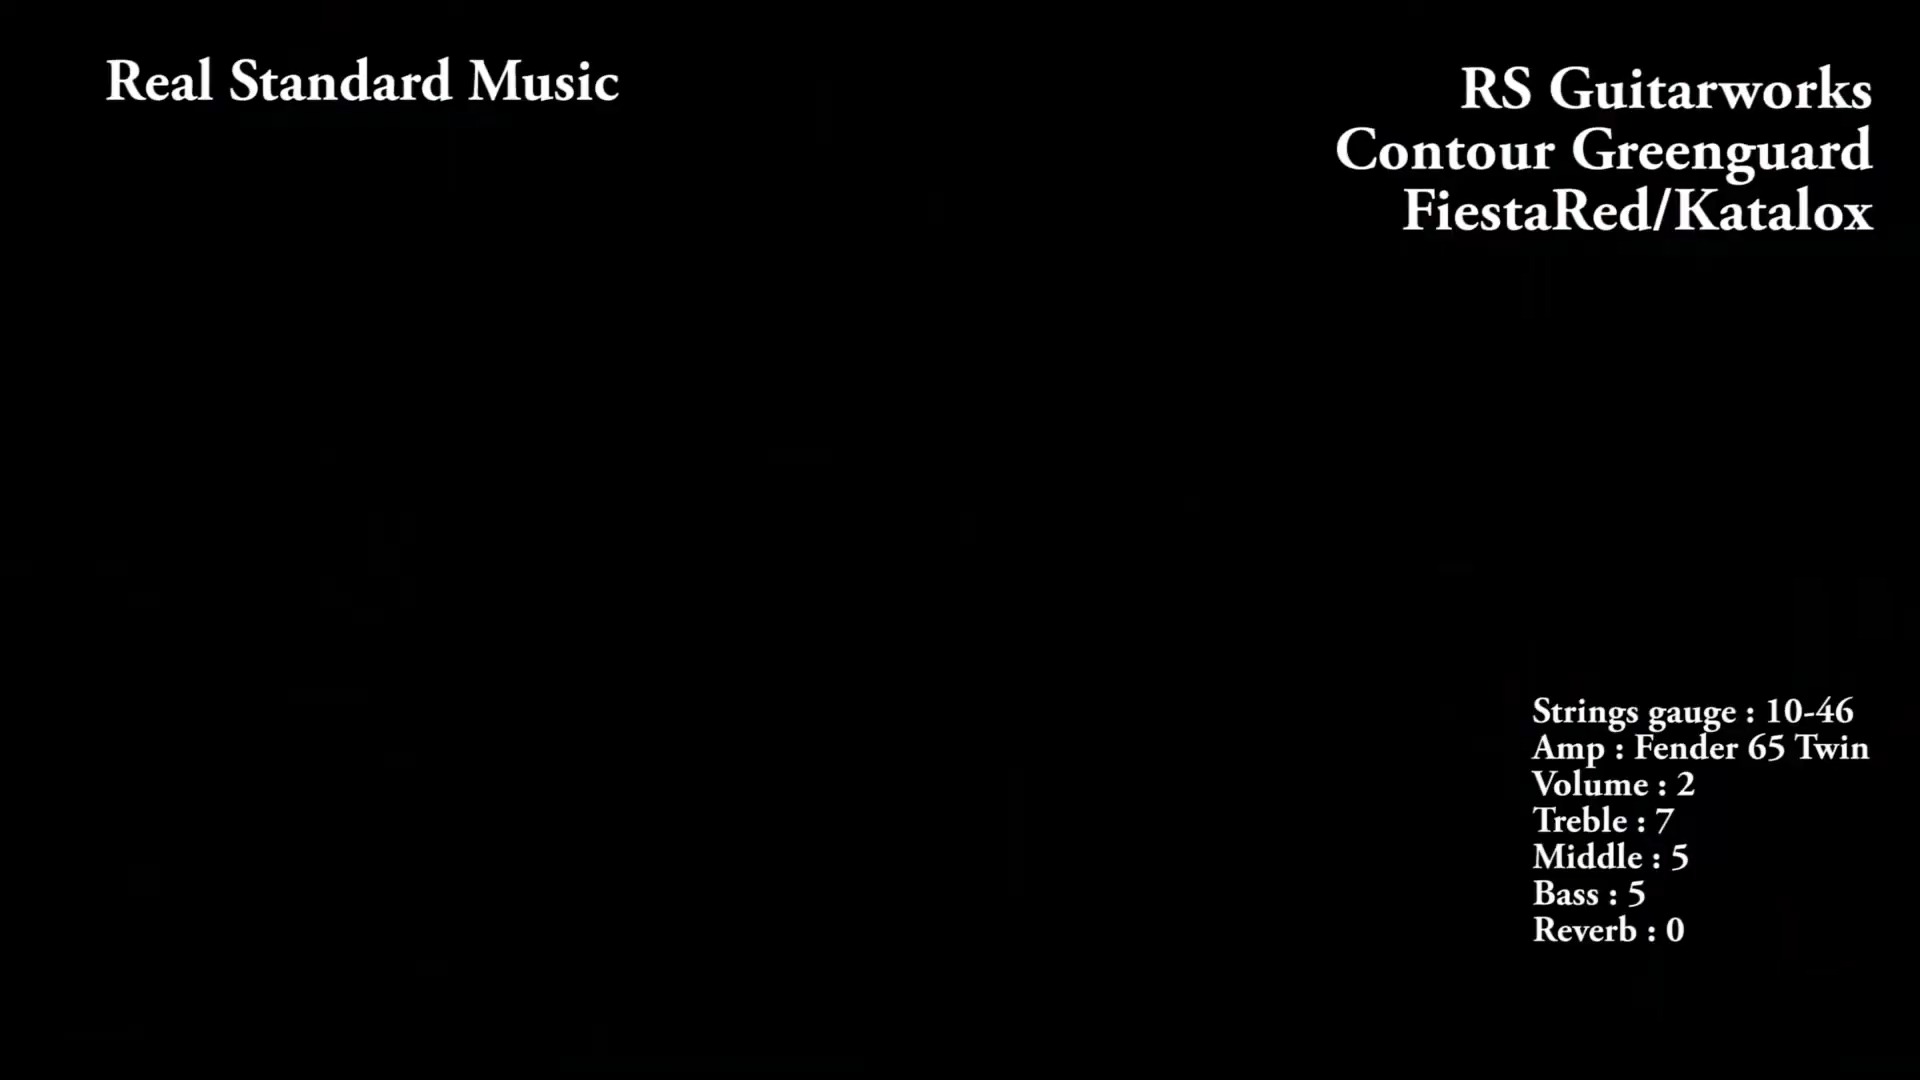 Real Standard Music
RS Guitarworks
Contour Greenguard
FiestaRed/Katalox
Strings gauge : 10-46
Amp : Fender 65 Twin
Volume : 2
Treble : 7
Middle : 5
Bass : 5
Reverb : 0